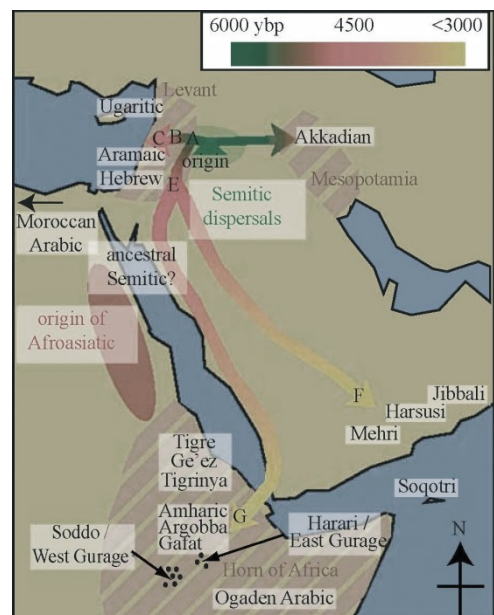 6000 ybp 4500 <3000
Levant
Ugaritic
C B A
origin
Akkadian
Aramaic
Hebrew
E
Mesopotamia
Semitic
dispersals
Moroccan
Arabic
ancestral
Semitic?
origin of
Afroasiatic
F
Jibbali
Harsusi
Mehri
Soqotri
Tigre
Ge'ez
Tigrinya
Amharic
Argobba
Gafat
G
Soddo /
West Gurage
Harari /
East Gurage
Horn of Africa
Ogaden Arabic
N